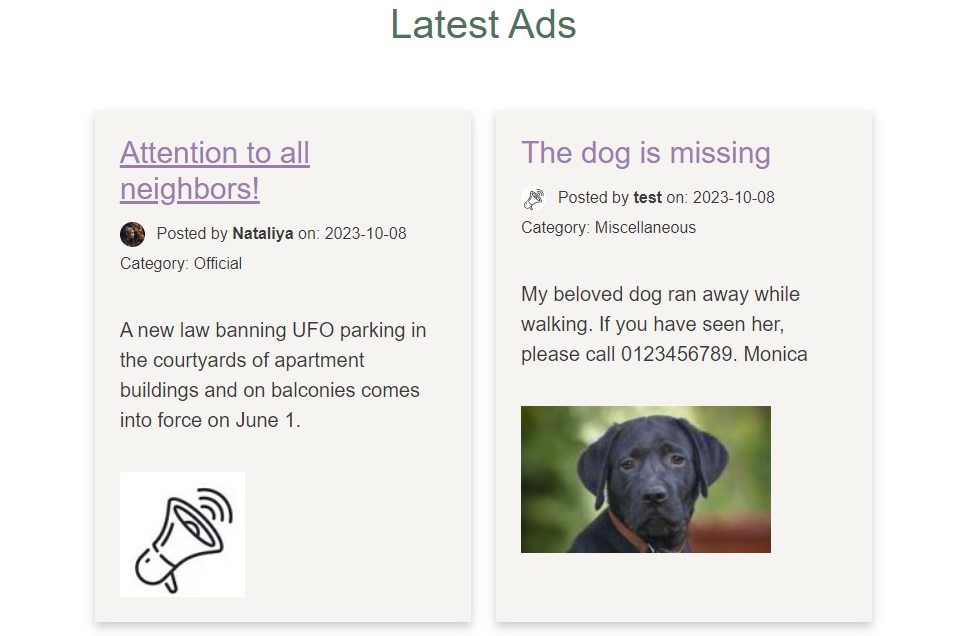 Latest Ads
Attention to all
neighbors!
Posted by Nataliya on: 2023-10-08
Category: Official
A new law banning UFO parking in
the courtyards of apartment
buildings and on balconies comes
into force on June 1.
The dog is missing
Posted by test on: 2023-10-08
Category: Miscellaneous
My beloved dog ran away while
walking. If you have seen her,
please call 0123456789. Monica